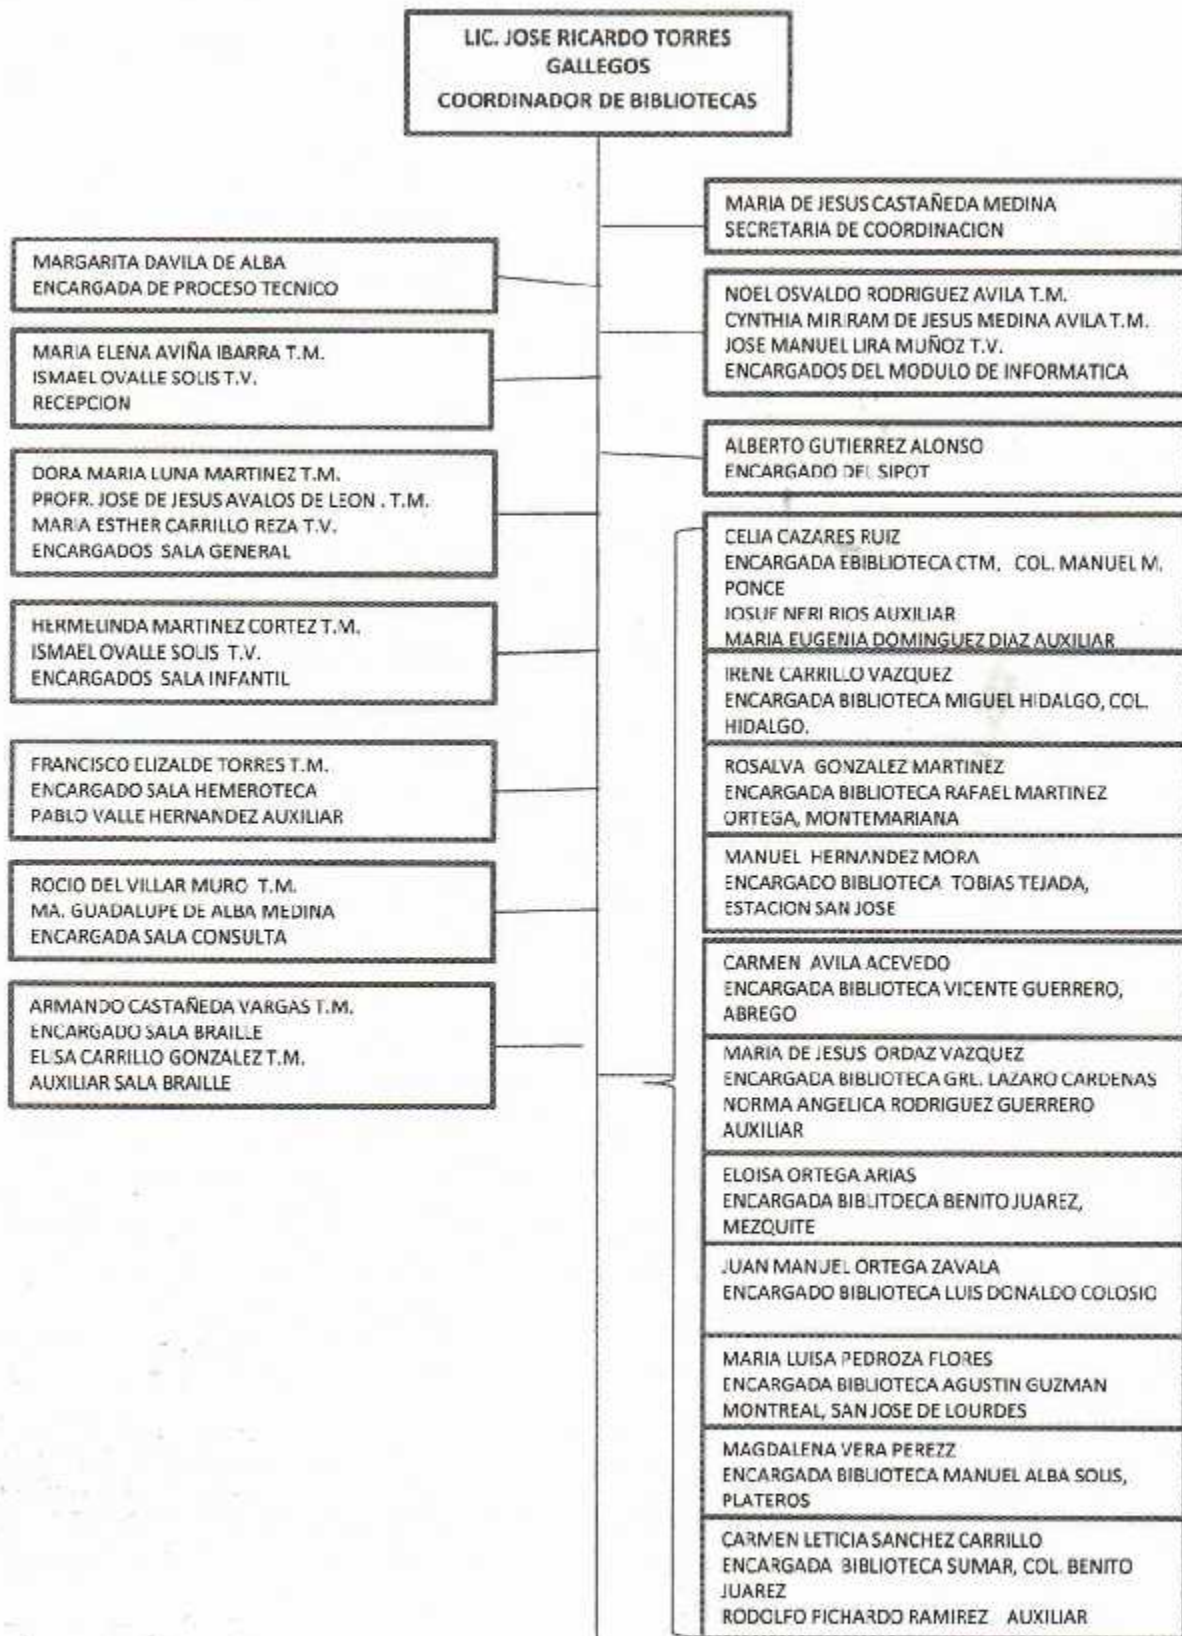 LIC. JOSE RICARDO TORRES
GALLEGOS
COORDINADOR DE BIBLIOTECAS
MARGARITA DAVILA DE ALBA
ENCARGADA DE PROCESO TECNICO
MARIA ELENA AVIÑA IBARRA T.M.
ISMAEL OVALLE SOLIS T.V.
RECEPCION
DORA MARIA LUNA MARTINEZ T.M.
PROFR. JOSE DE JESUS AVALOS DE LEON . T.M.
MARIA ESTHER CARRILLO REZA T.V.
ENCARGADOS SALA GENERAL
HERMELINDA MARTINEZ CORTEZ T.M.
ISMAEL OVALLE SOLIS T.V.
ENCARGADOS SALA INFANTIL
FRANCISCO ELIZALDE TORRES T.M.
ENCARGADO SALA HEMEROTECA
PABLO VALLE HERNANDEZ AUXILIAR
ROCIO DEL VILLAR MURO T.M.
MA. GUADALUPE DE ALBA MEDINA
ENCARGADA SALA CONSULTA
ARMANDO CASTAÑEDA VARGAS T.M.
ENCARGADO SALA BRAILLE
ELISA CARRILLO GONZALEZ T.M.
AUXILIAR SALA BRAILLE
MARIA DE JESUS CASTAÑEDA MEDINA
SECRETARIA DE COORDINACION
NOEL OSVALDO RODRIGUEZ AVILA T.M.
CYNTHIA MIRIRAM DE JESUS MEDINA AVILA T.M.
JOSE MANUEL LIRA MUÑOZ T.V.
ENCARGADOS DEL MODULO DE INFORMATICA
ALBERTO GUTIERREZ ALONSO
ENCARGADO DEL SIPOT
CELIA CAZARES RUIZ
ENCARGADA EBIBLIOTECA CTM, COL. MANUEL M.
PONCE
JOSUE NERI RIOS AUXILIAR
MARIA EUGENIA DOMINGUEZ DIAZ AUXILIAR
IRENE CARRILLO VAZQUEZ
ENCARGADA BIBLIOTECA MIGUEL HIDALGO, COL.
HIDALGO.
ROSALVA GONZALEZ MARTINEZ
ENCARGADA BIBLIOTECA RAFAEL MARTINEZ
ORTEGA, MONTEMARIANA
MANUEL HERNANDEZ MORA
ENCARGADO BIBLIOTECA TOBIAS TEJADA,
ESTACION SAN JOSE
CARMEN AVILA ACEVEDO
ENCARGADA BIBLIOTECA VICENTE GUERRERO,
ABREGO
MARIA DE JESUS ORDAZ VAZQUEZ
ENCARGADA BIBLIOTECA GRL. LAZARO CARDENAS
NORMA ANGELICA RODRIGUEZ GUERRERO
AUXILIAR
ELOISA ORTEGA ARIAS
ENCARGADA BIBLITOECA BENITO JUAREZ,
MEZQUITE
JUAN MANUEL ORTEGA ZAVALA
ENCARGADO BIBLIOTECA LUIS DONALDO COLOSIO
MARIA LUISA PEDROZA FLORES
ENCARGADA BIBLIOTECA AGUSTIN GUZMAN
MONTREAL, SAN JOSE DE LOURDES
MAGDALENA VERA PEREZZ
ENCARGADA BIBLIOTECA MANUEL ALBA SOLIS,
PLATEROS
CARMEN LETICIA SANCHEZ CARRILLO
ENCARGADA BIBLIOTECA SUMAR, COL. BENITO
JUAREZ
RODOLFO PICHARDO RAMIREZ AUXILIAR